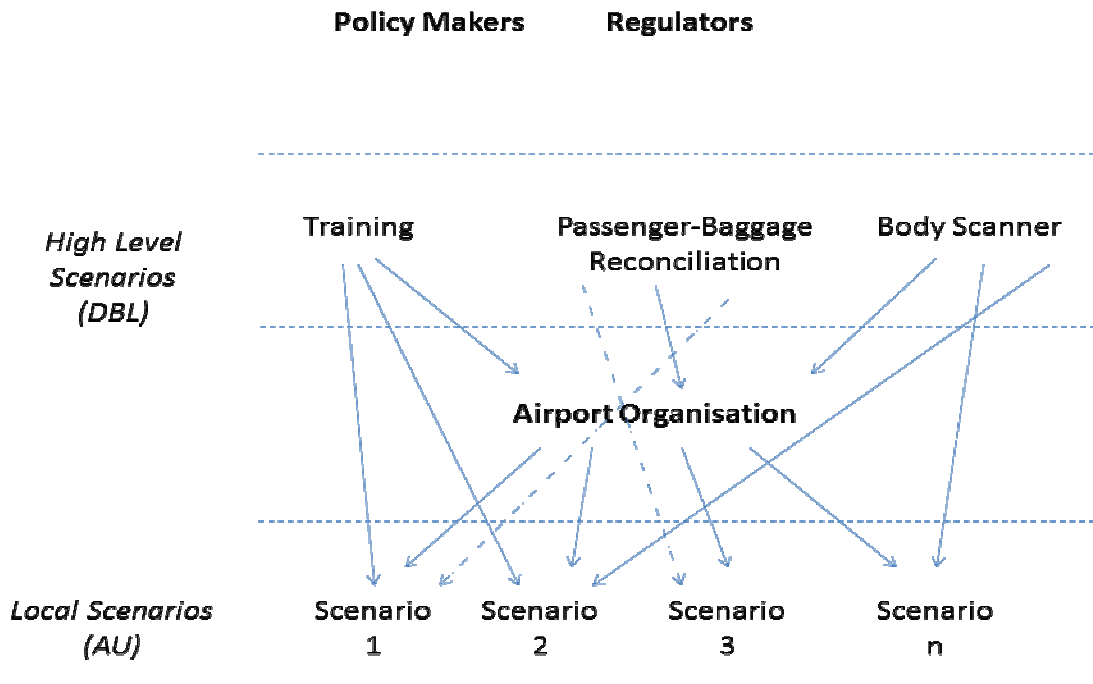 Policy Makers Regulators
High Level
Scenarios
(DBL)
Training
Passenger-Baggage
Reconciliation
Body Scanner
Airport Organisation
Local Scenarios
(AU)
Scenario
1
Scenario
2
Scenario
3
Scenario
n